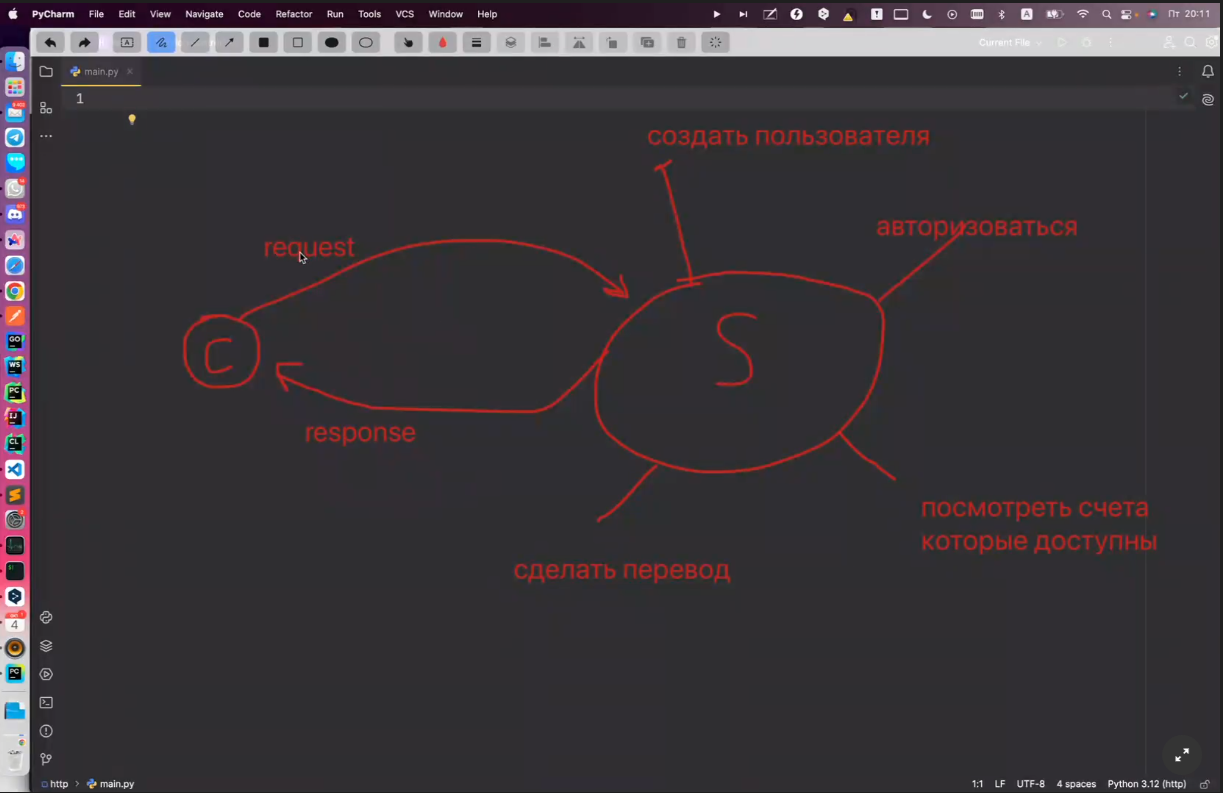 PyCharm File Edit View Navigate Code Refactor Run Tools VCS Window Help
Пт 20:11
Current File
main.py
1
создать пользователя
авторизоваться
request
C
S
response
посмотреть счета
которые доступны
сделать перевод
http main.py
1:1 LF UTF-8 4 spaces Python 3.12 (http)